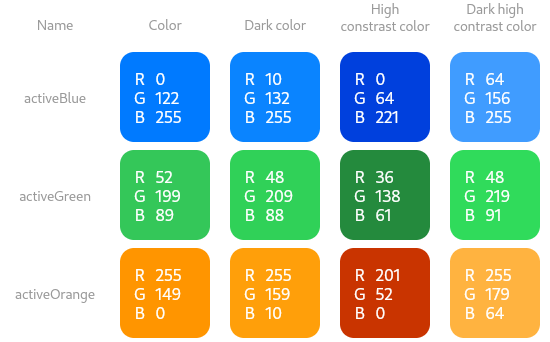 Name
Color
Dark color
High
constrast color
Dark high
contrast color
activeBlue
R 0
G 122
B 255
R 10
G 132
B 255
R 0
G 64
B 221
R 64
G 156
B 255
activeGreen
R 52
G 199
B 89
R 48
G 209
B 88
R 36
G 138
B 61
R 48
G 219
B 91
activeOrange
R 255
G 149
B 0
R 255
G 159
B 10
R 201
G 52
B 0
R 255
G 179
B 64